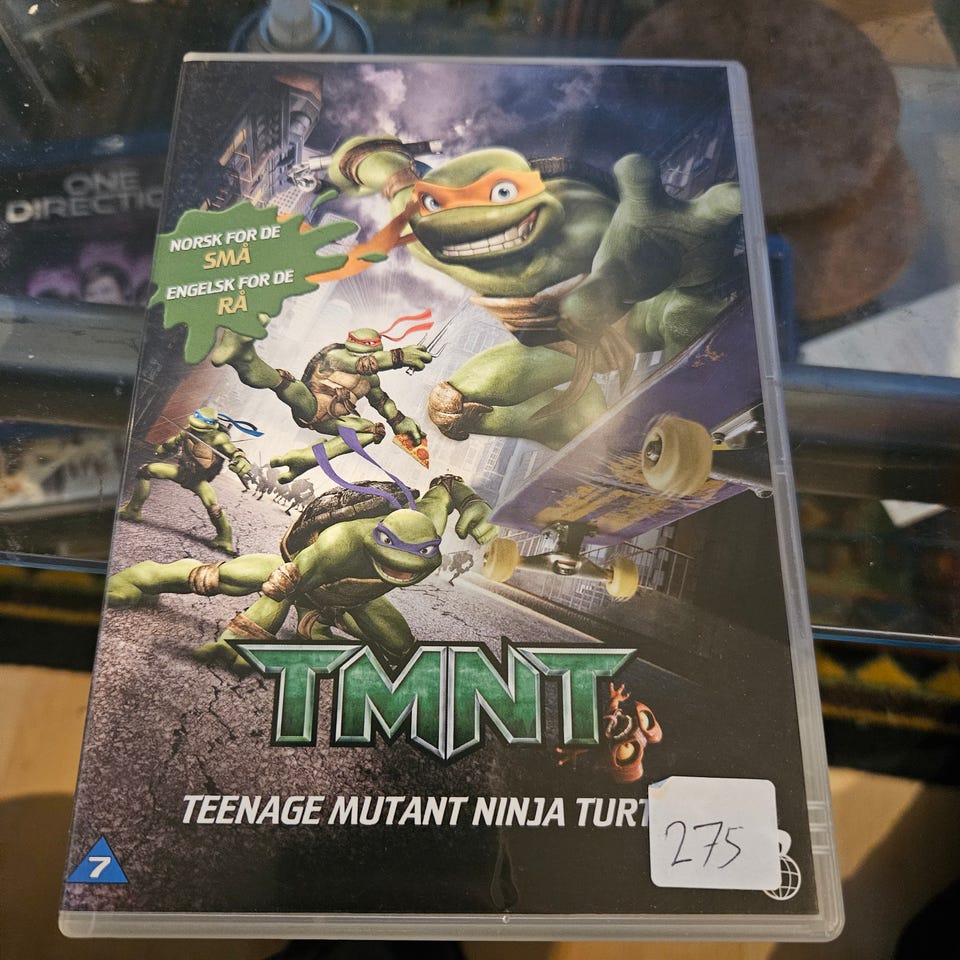 ONE
DIRECTIO
NORSK FOR DE
SMÅ
ENGELSK FOR DE
RÅ
TMNT
TEENAGE MUTANT NINJA TURT
275
7